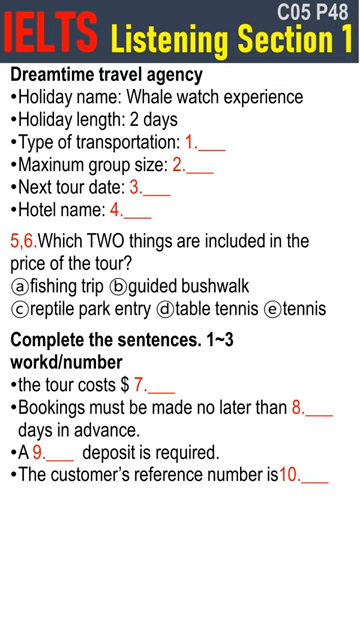 C05 P48
IELTS Listening Section 1
Dreamtime travel agency
•Holiday name: Whale watch experience
•Holiday length: 2 days
•Type of transportation: 1.___
•Maxinum group size: 2.___
•Next tour date: 3.___
•Hotel name: 4.___
5,6.Which TWO things are included in the
price of the tour?
ⓐfishing trip ⓑguided bushwalk
ⓒreptile park entry ⓓtable tennis ⓔtennis
Complete the sentences. 1~3
workd/number
•the tour costs $ 7.___
•Bookings must be made no later than 8.___
days in advance.
•A 9.___ deposit is required.
•The customer's reference number is10.___